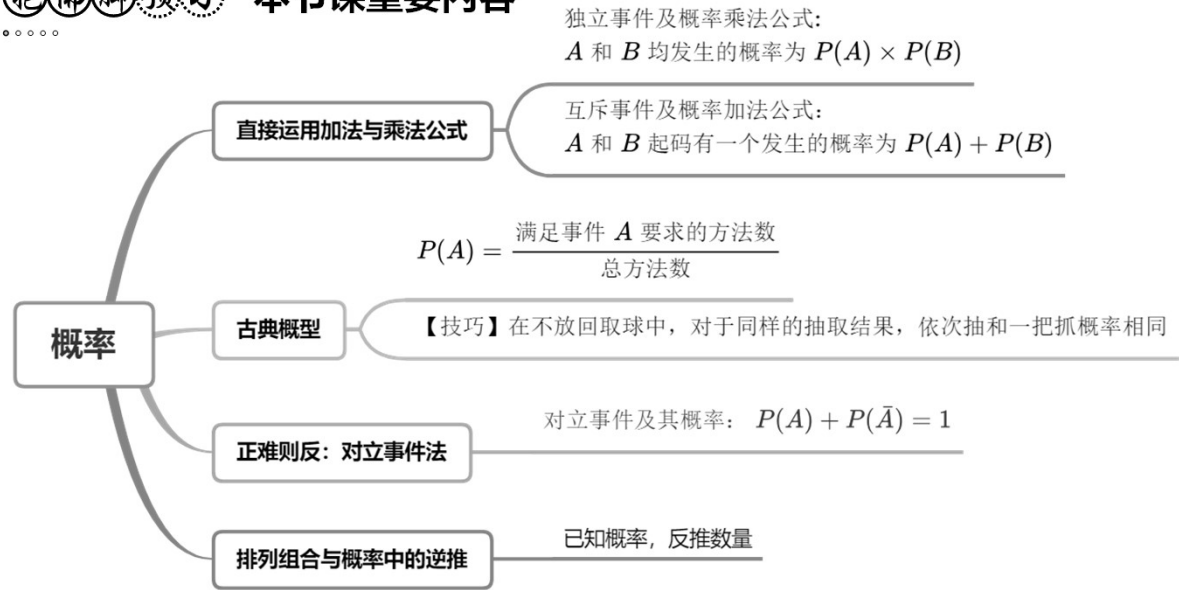 本节课重要内容
独立事件及概率乘法公式:
A 和 B 均发生的概率为 P(A) × P(B)
直接运用加法与乘法公式
互斥事件及概率加法公式:
A 和 B 起码有一个发生的概率为 P(A) + P(B)
P(A) = 满足事件 A 要求的方法数
总方法数
概率
古典概型
【技巧】在不放回取球中，对于同样的抽取结果，依次抽和一把抓概率相同
对立事件及其概率： P(A) + P(Ā) = 1
正难则反：对立事件法
已知概率，反推数量
排列组合与概率中的逆推